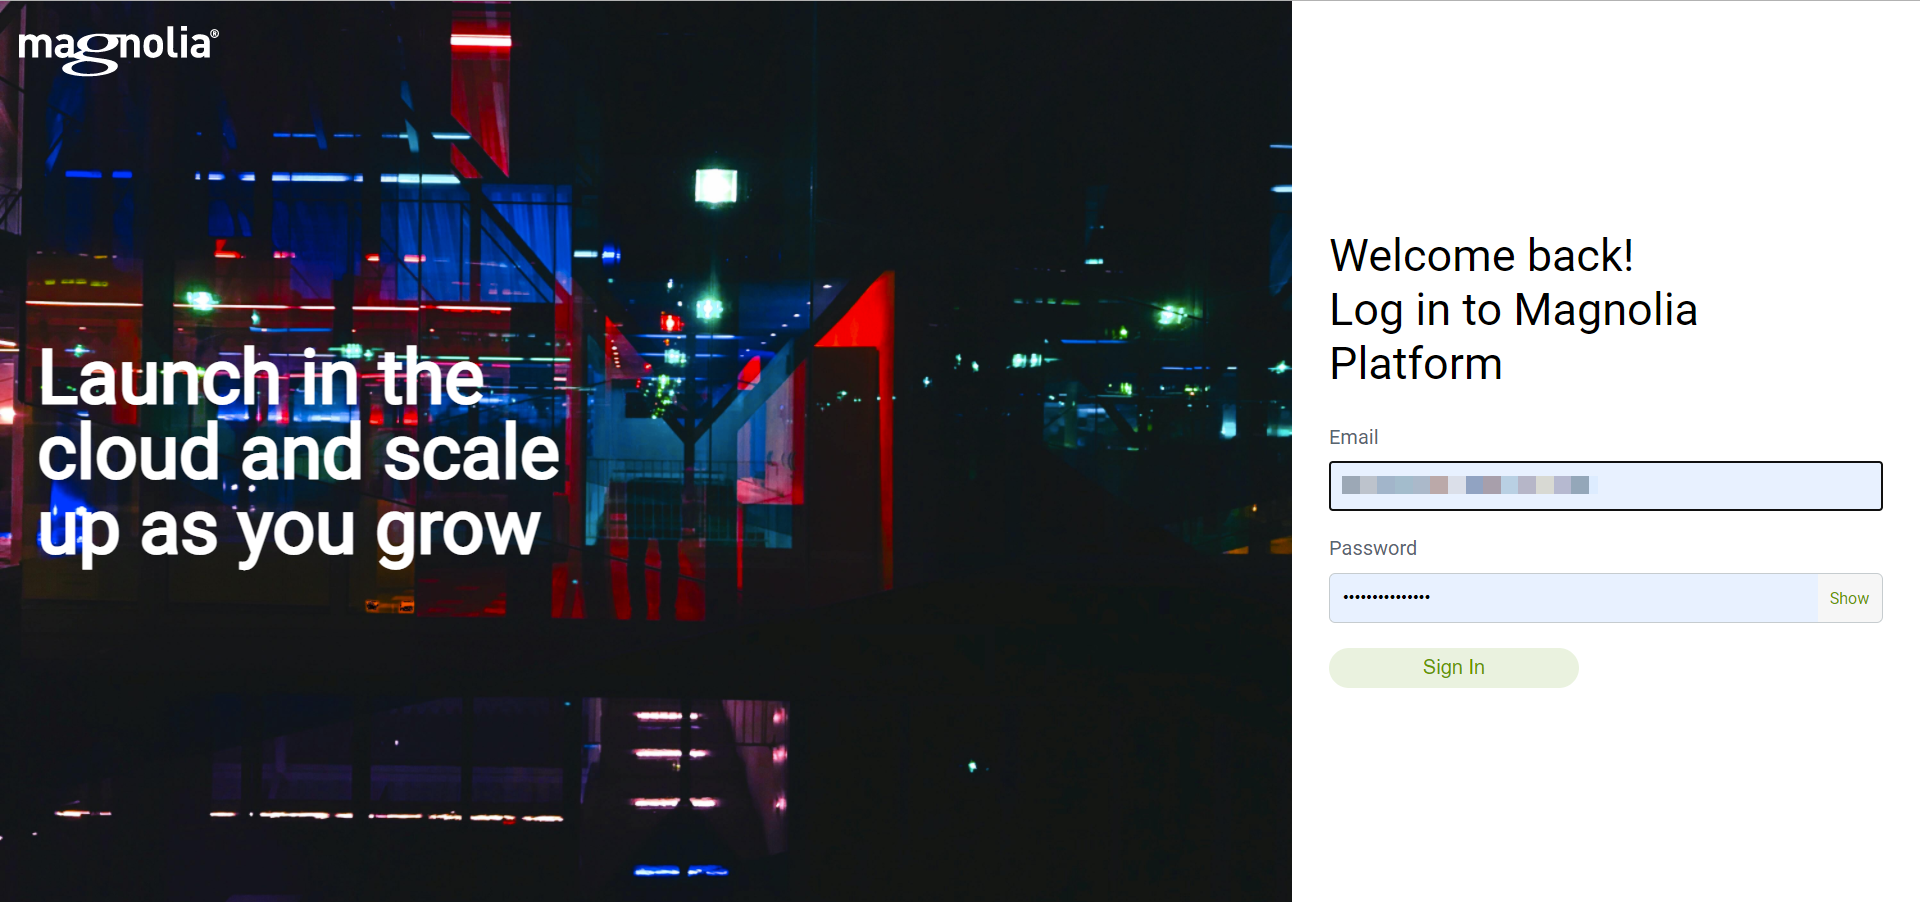 magnolia®
Launch in the
cloud and scale
up as you grow
Welcome back!
Log in to Magnolia
Platform
Email
Password
•••••••••••••••
Show
Sign In